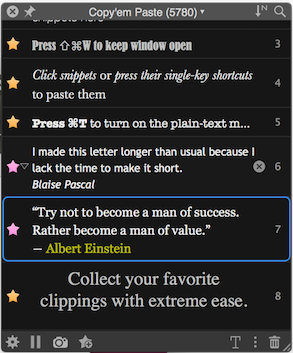 Copy'em Paste (5780) ▾
snippets here
Press ⇧⌘W to keep window open
3
Click snippets or press their single-key shortcuts
to paste them
4
Press ⌘T to turn on the plain-text m...
5
I made this letter longer than usual because I
lack the time to make it short.
Blaise Pascal
6
“Try not to become a man of success.
Rather become a man of value.”
— Albert Einstein
7
Collect your favorite
clippings with extreme ease.
8